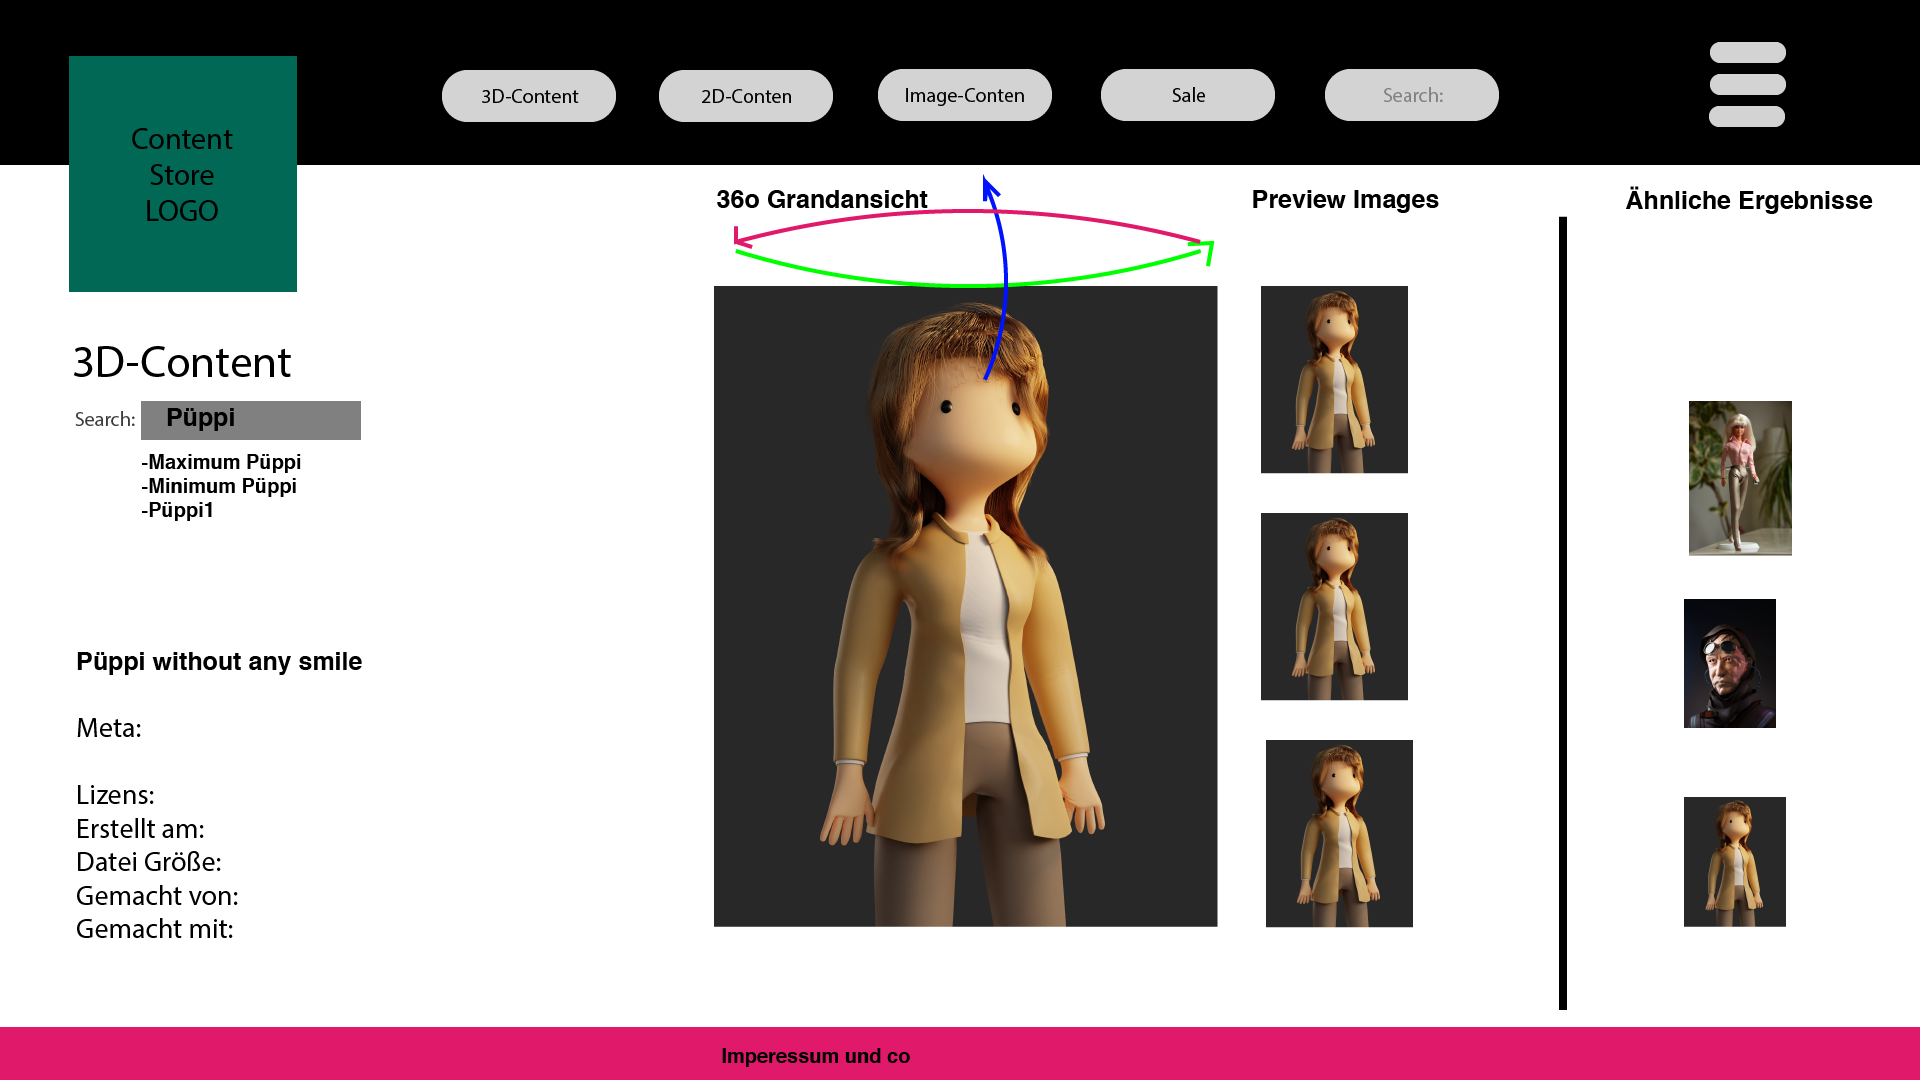 3D-Content
2D-Conten
Image-Conten
Sale
Search:
Content
Store
LOGO
36o Grandansicht
Preview Images
Ähnliche Ergebnisse
3D-Content
Search: Püppi
-Maximum Püppi
-Minimum Püppi
-Püppi1
Püppi without any smile
Meta:
Lizens:
Erstellt am:
Datei Größe:
Gemacht von:
Gemacht mit:
Imperessum und co